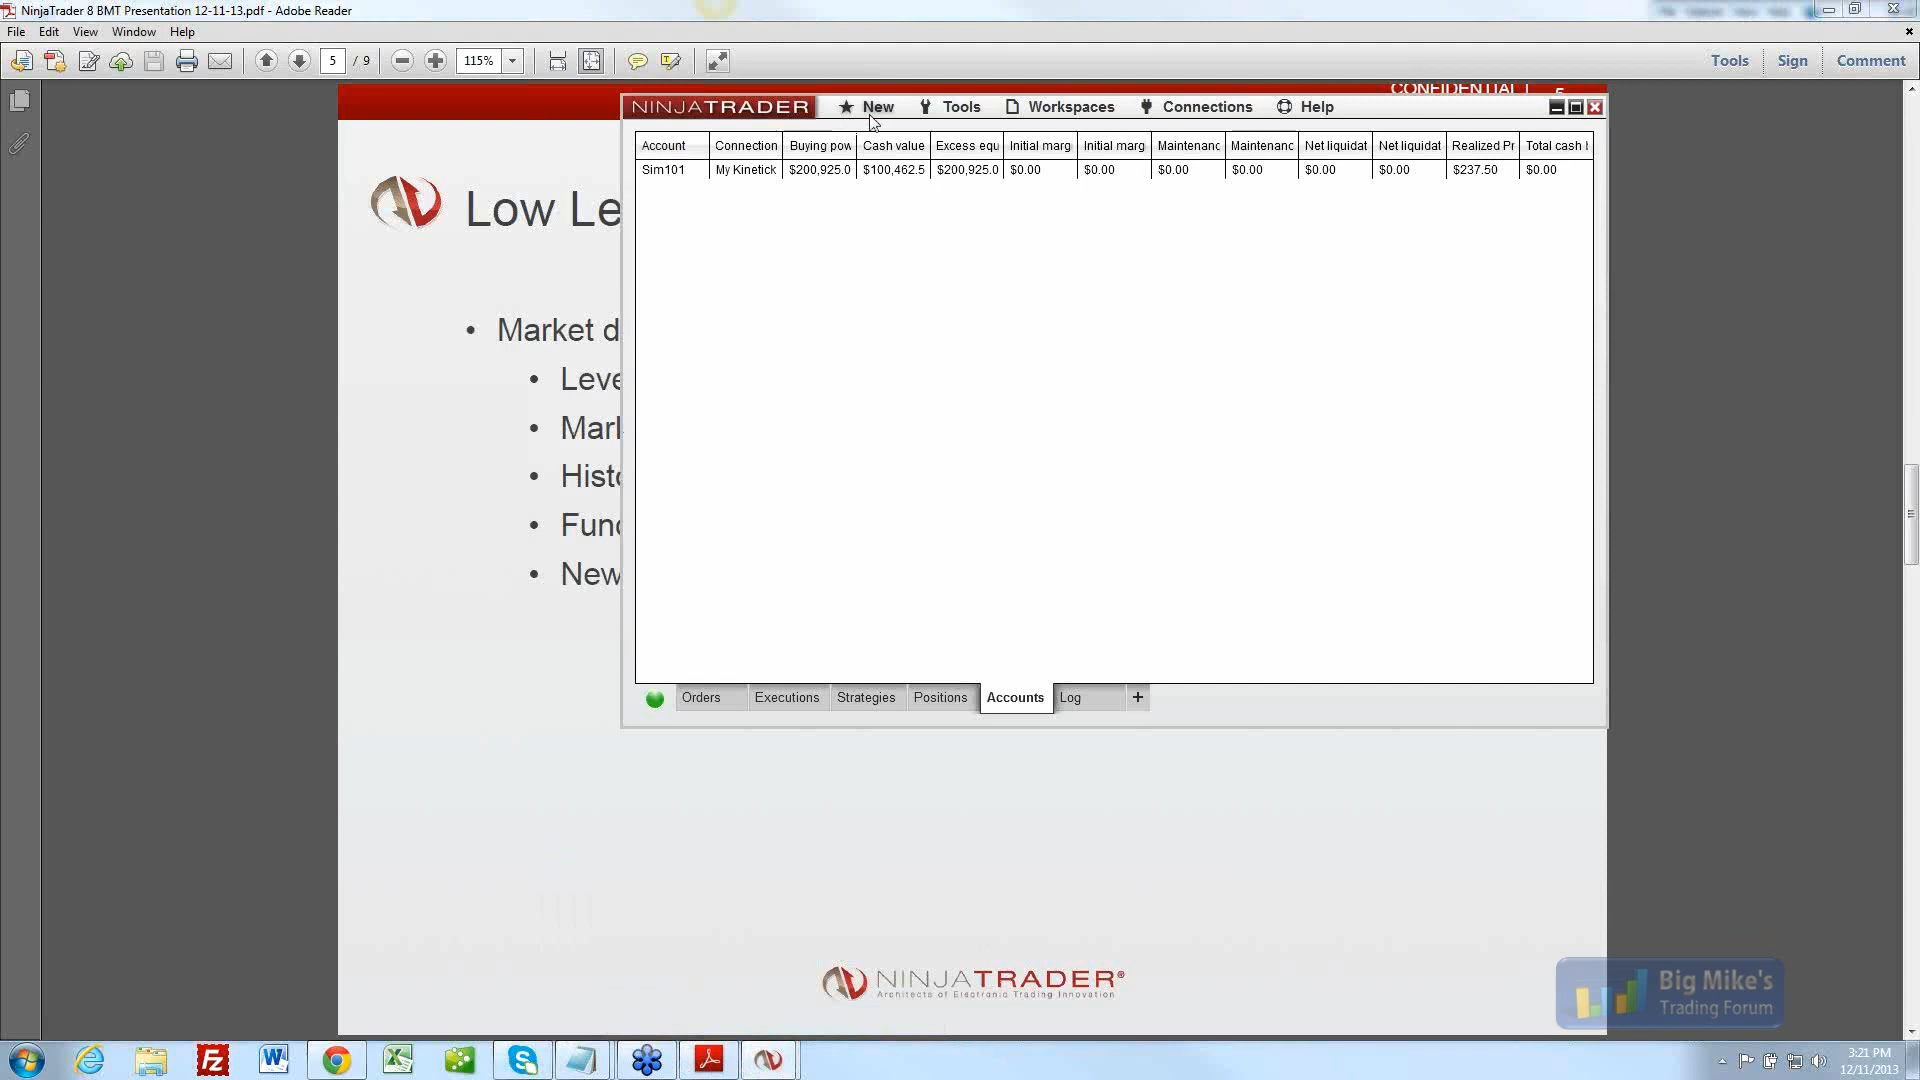 NinjaTrader 8 BMT Presentation 12-11-13.pdf - Adobe Reader
File Edit View Window Help
5 / 9 115% Tools Sign Comment
CONFIDENTIAL | 5
NINJATRADER New Tools Workspaces Connections Help
Account Connection Buying pow Cash value Excess equ Initial marg Initial marg Maintenanc Maintenanc Net liquidat Net liquidat Realized Pr Total cash
Sim101 My Kinetick $200,925.0 $100,462.5 $200,925.0 $0.00 $0.00 $0.00 $0.00 $0.00 $0.00 $237.50 $0.00
Low Le
• Market d
• Leve
• Mark
• Histo
• Func
• New
Orders Executions Strategies Positions Accounts Log +
NINJATRADER®
Architects of Electronic Trading Innovation
Big Mike's
Trading Forum
3:21 PM
12/11/2013